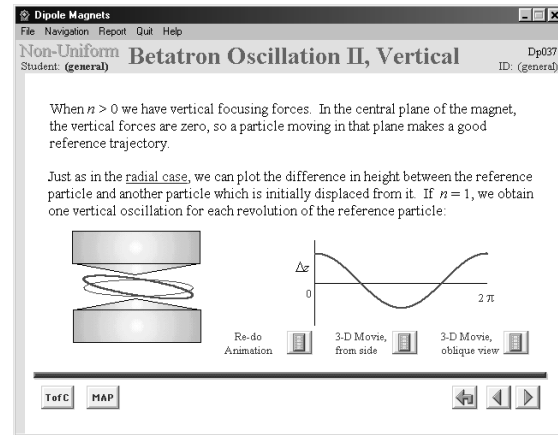 Dipole Magnets
File Navigation Report Quit Help
Non-Uniform Betatron Oscillation II, Vertical Dp037
Student: (general) ID: (general)
When n > 0 we have vertical focusing forces. In the central plane of the magnet,
the vertical forces are zero, so a particle moving in that plane makes a good
reference trajectory.
Just as in the radial case, we can plot the difference in height between the reference
particle and another particle which is initially displaced from it. If n = 1, we obtain
one vertical oscillation for each revolution of the reference particle:
Δz
0
2 π
Re-do
Animation
3-D Movie,
from side
3-D Movie,
oblique view
TofC MAP